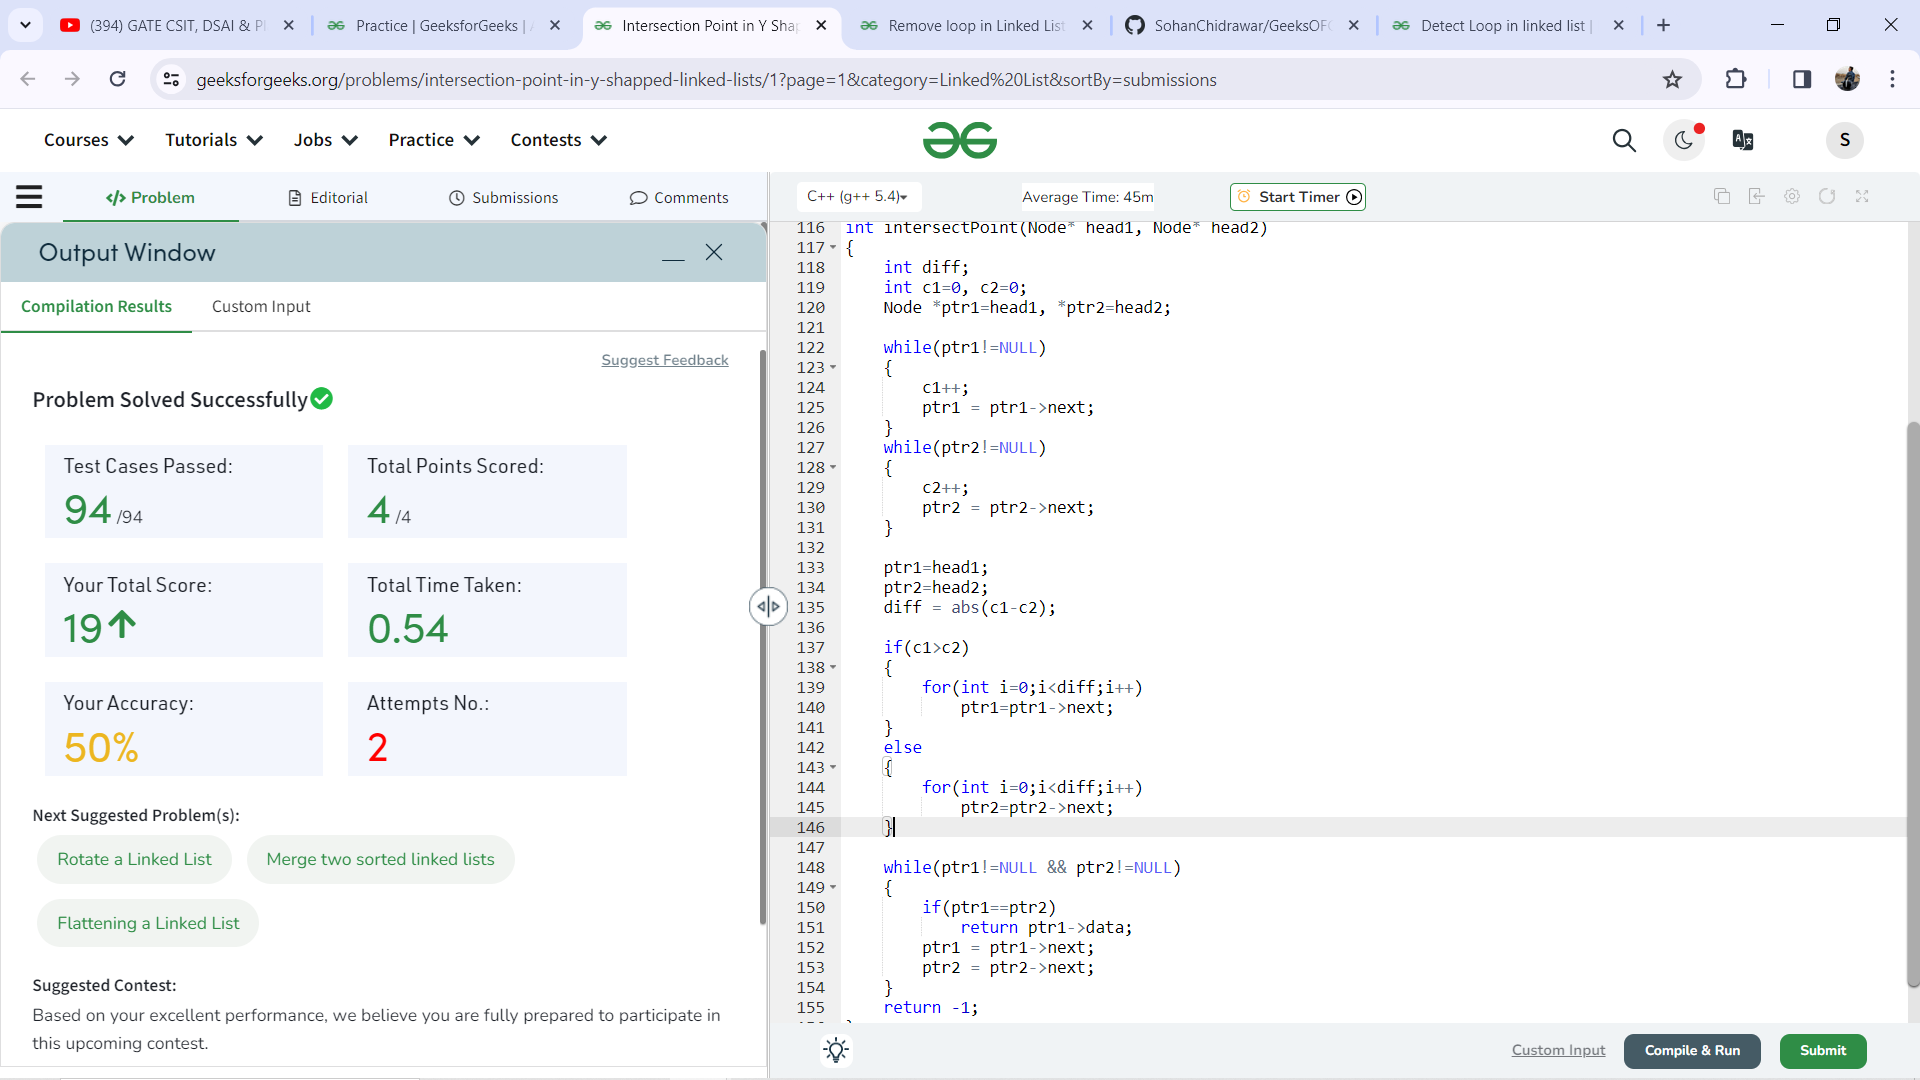 (394) GATE CSIT, DSAI & P
Practice | GeeksforGeeks |
Intersection Point in Y Sha
Remove loop in Linked List
SohanChidrawar/GeeksOF
Detect Loop in linked list |
geeksforgeeks.org/problems/intersection-point-in-y-shapped-linked-lists/1?page=1&category=Linked%20List&sortBy=submissions
Courses
Tutorials
Jobs
Practice
Contests
S
</> Problem
Editorial
Submissions
Comments
Output Window
Compilation Results
Custom Input
Suggest Feedback
Problem Solved Successfully
Test Cases Passed:
94 /94
Total Points Scored:
4 /4
Your Total Score:
19
Total Time Taken:
0.54
Your Accuracy:
50%
Attempts No.:
2
Next Suggested Problem(s):
Rotate a Linked List
Merge two sorted linked lists
Flattening a Linked List
Suggested Contest:
Based on your excellent performance, we believe you are fully prepared to participate in
this upcoming contest.
C++ (g++ 5.4)
Average Time: 45m
Start Timer
116 int intersectPoint(Node* head1, Node* head2)
117 {
118 int diff;
119 int c1=0, c2=0;
120 Node *ptr1=head1, *ptr2=head2;
121
122 while(ptr1!=NULL)
123 {
124 c1++;
125 ptr1 = ptr1->next;
126 }
127 while(ptr2!=NULL)
128 {
129 c2++;
130 ptr2 = ptr2->next;
131 }
132
133 ptr1=head1;
134 ptr2=head2;
135 diff = abs(c1-c2);
136
137 if(c1>c2)
138 {
139 for(int i=0;i<diff;i++)
140 ptr1=ptr1->next;
141 }
142 else
143 {
144 for(int i=0;i<diff;i++)
145 ptr2=ptr2->next;
146 }
147
148 while(ptr1!=NULL && ptr2!=NULL)
149 {
150 if(ptr1==ptr2)
151 return ptr1->data;
152 ptr1 = ptr1->next;
153 ptr2 = ptr2->next;
154 }
155 return -1;
Custom Input
Compile & Run
Submit